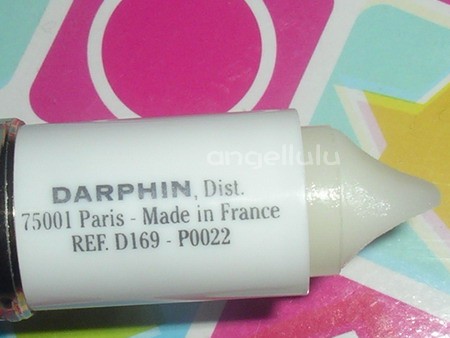 angellulu
DARPHIN, Dist.
75001 Paris - Made in France
REF. D169 - P0022